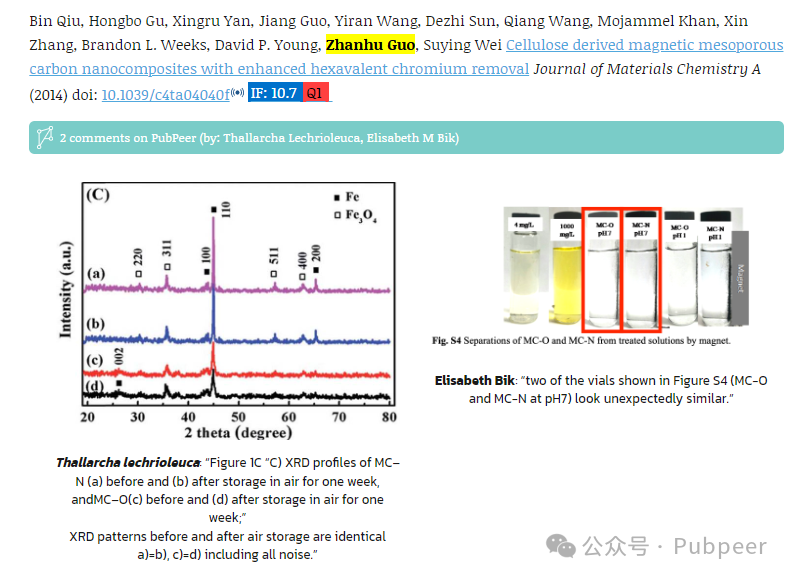 Bin Qiu, Hongbo Gu, Xingru Yan, Jiang Guo, Yiran Wang, Dezhi Sun, Qiang Wang, Mojammel Khan, Xin
Zhang, Brandon L. Weeks, David P. Young, Zhanhu Guo, Suying Wei Cellulose derived magnetic mesoporous
carbon nanocomposites with enhanced hexavalent chromium removal Journal of Materials Chemistry A
(2014) doi: 10.1039/c4ta04040f IF: 10.7 Q1
2 comments on PubPeer (by: Thallarcha Lechrioleuca, Elisabeth M Bik)
(C)
■ Fe
□ Fe3O4
Intensity (a.u.)
220
311
100
110
511
400
200
(a)
(b)
(c)
002
(d)
20 30 40 50 60 70 80
2 theta (degree)
4 mg/L
1000 mg/L
MC-O pH7
MC-N pH7
MC-O pH1
MC-N pH1
Magnet
Fig. S4 Separations of MC-O and MC-N from treated solutions by magnet.
Elisabeth Bik: “two of the vials shown in Figure S4 (MC-O
and MC-N at pH7) look unexpectedly similar.”
Thallarcha lechrioleuca: “Figure 1C “C) XRD profiles of MC–
N (a) before and (b) after storage in air for one week,
andMC–O(c) before and (d) after storage in air for one
week;”
XRD patterns before and after air storage are identical
a)=b), c)=d) including all noise.”
公众号 · Pubpeer